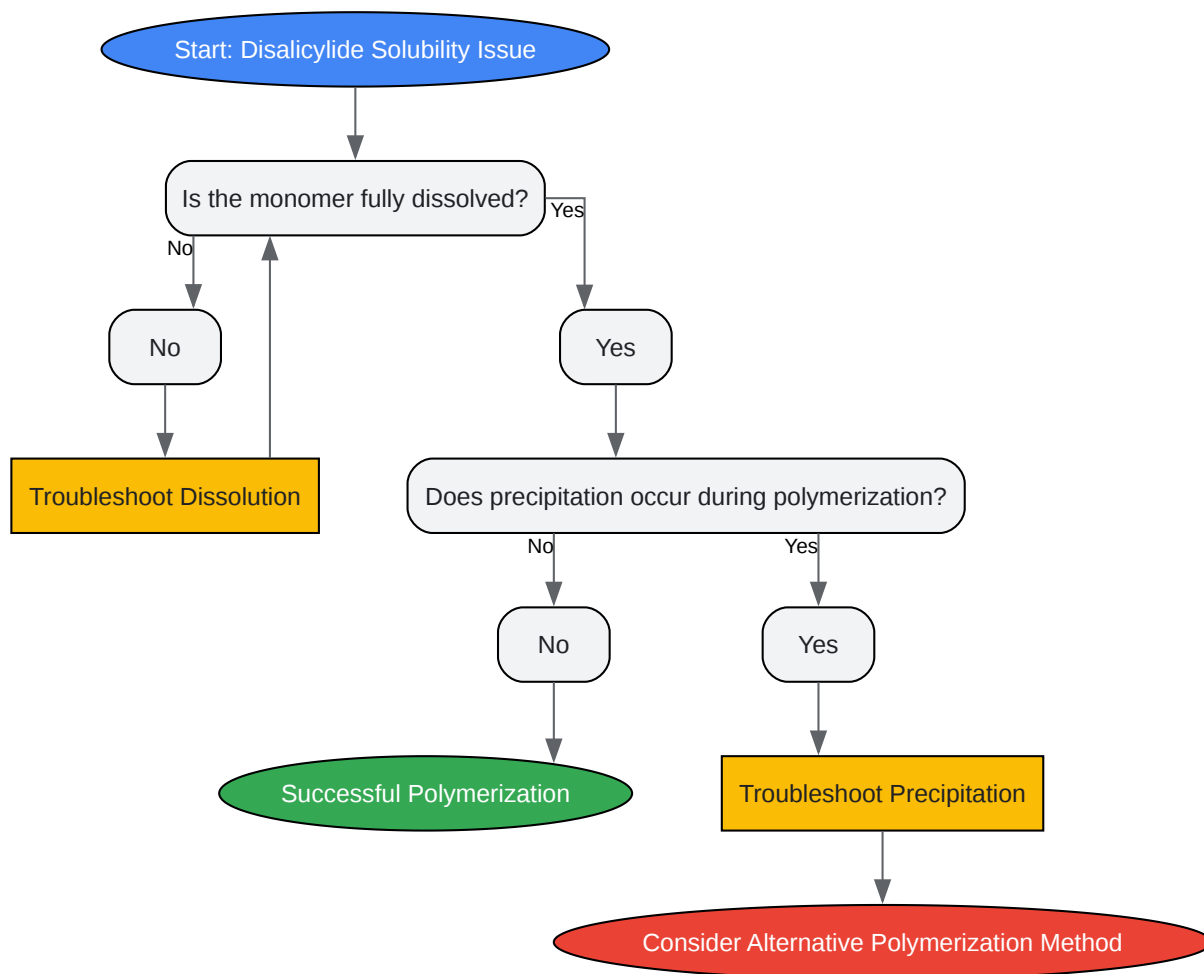 Start: Disalicylide Solubility Issue
Is the monomer fully dissolved?
Yes
No
No
Yes
Troubleshoot Dissolution
Does precipitation occur during polymerization?
No
Yes
No
Yes
Successful Polymerization
Troubleshoot Precipitation
Consider Alternative Polymerization Method